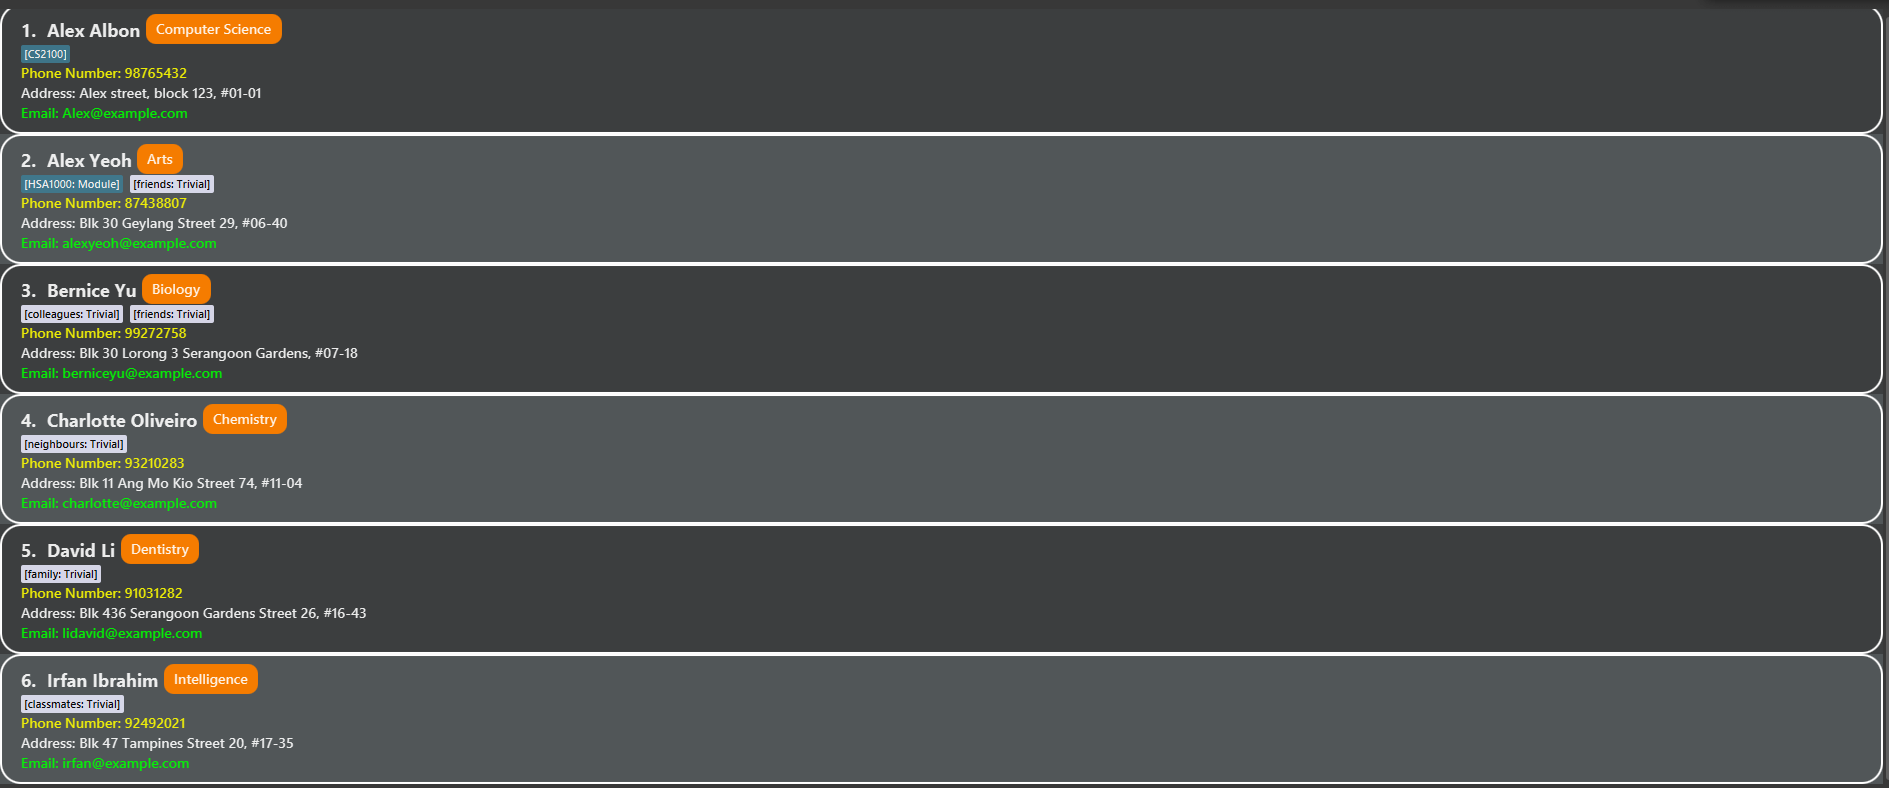 1. Alex Albon Computer Science
[CS2100]
Phone Number: 98765432
Address: Alex street, block 123, #01-01
Email: Alex@example.com
2. Alex Yeoh Arts
[HSA1000: Module] [friends: Trivial]
Phone Number: 87438807
Address: Blk 30 Geylang Street 29, #06-40
Email: alexyeoh@example.com
3. Bernice Yu Biology
[colleagues: Trivial] [friends: Trivial]
Phone Number: 99272758
Address: Blk 30 Lorong 3 Serangoon Gardens, #07-18
Email: berniceyu@example.com
4. Charlotte Oliveiro Chemistry
[neighbours: Trivial]
Phone Number: 93210283
Address: Blk 11 Ang Mo Kio Street 74, #11-04
Email: charlotte@example.com
5. David Li Dentistry
[family: Trivial]
Phone Number: 91031282
Address: Blk 436 Serangoon Gardens Street 26, #16-43
Email: lidavid@example.com
6. Irfan Ibrahim Intelligence
[classmates: Trivial]
Phone Number: 92492021
Address: Blk 47 Tampines Street 20, #17-35
Email: irfan@example.com